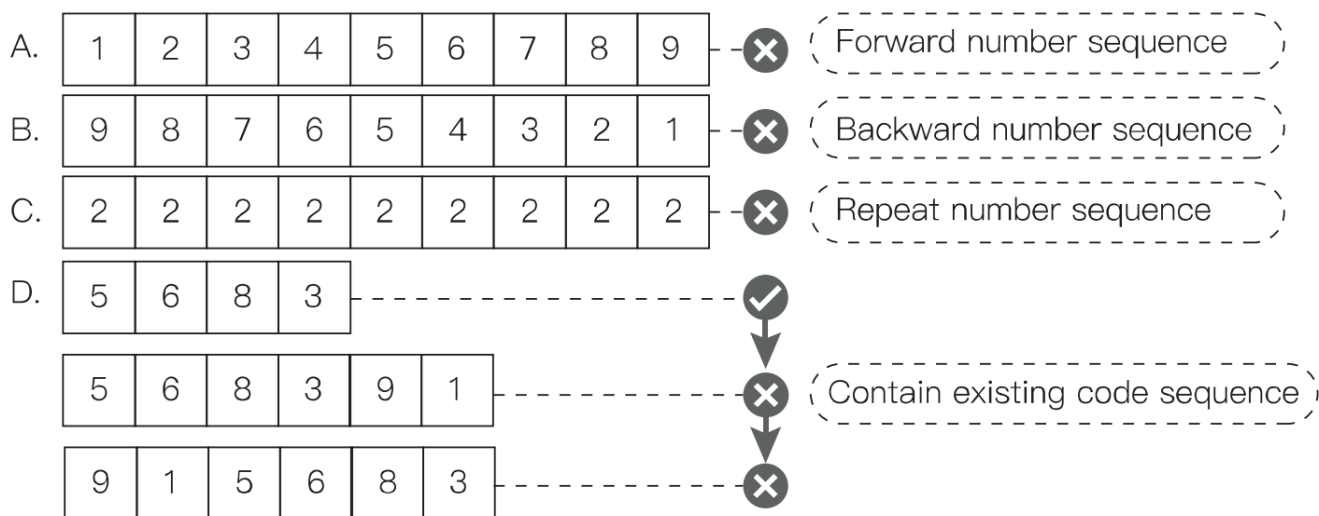 A. 1 2 3 4 5 6 7 8 9 Forward number sequence
B. 9 8 7 6 5 4 3 2 1 Backward number sequence
C. 2 2 2 2 2 2 2 2 2 Repeat number sequence
D. 5 6 8 3
5 6 8 3 9 1 Contain existing code sequence
9 1 5 6 8 3